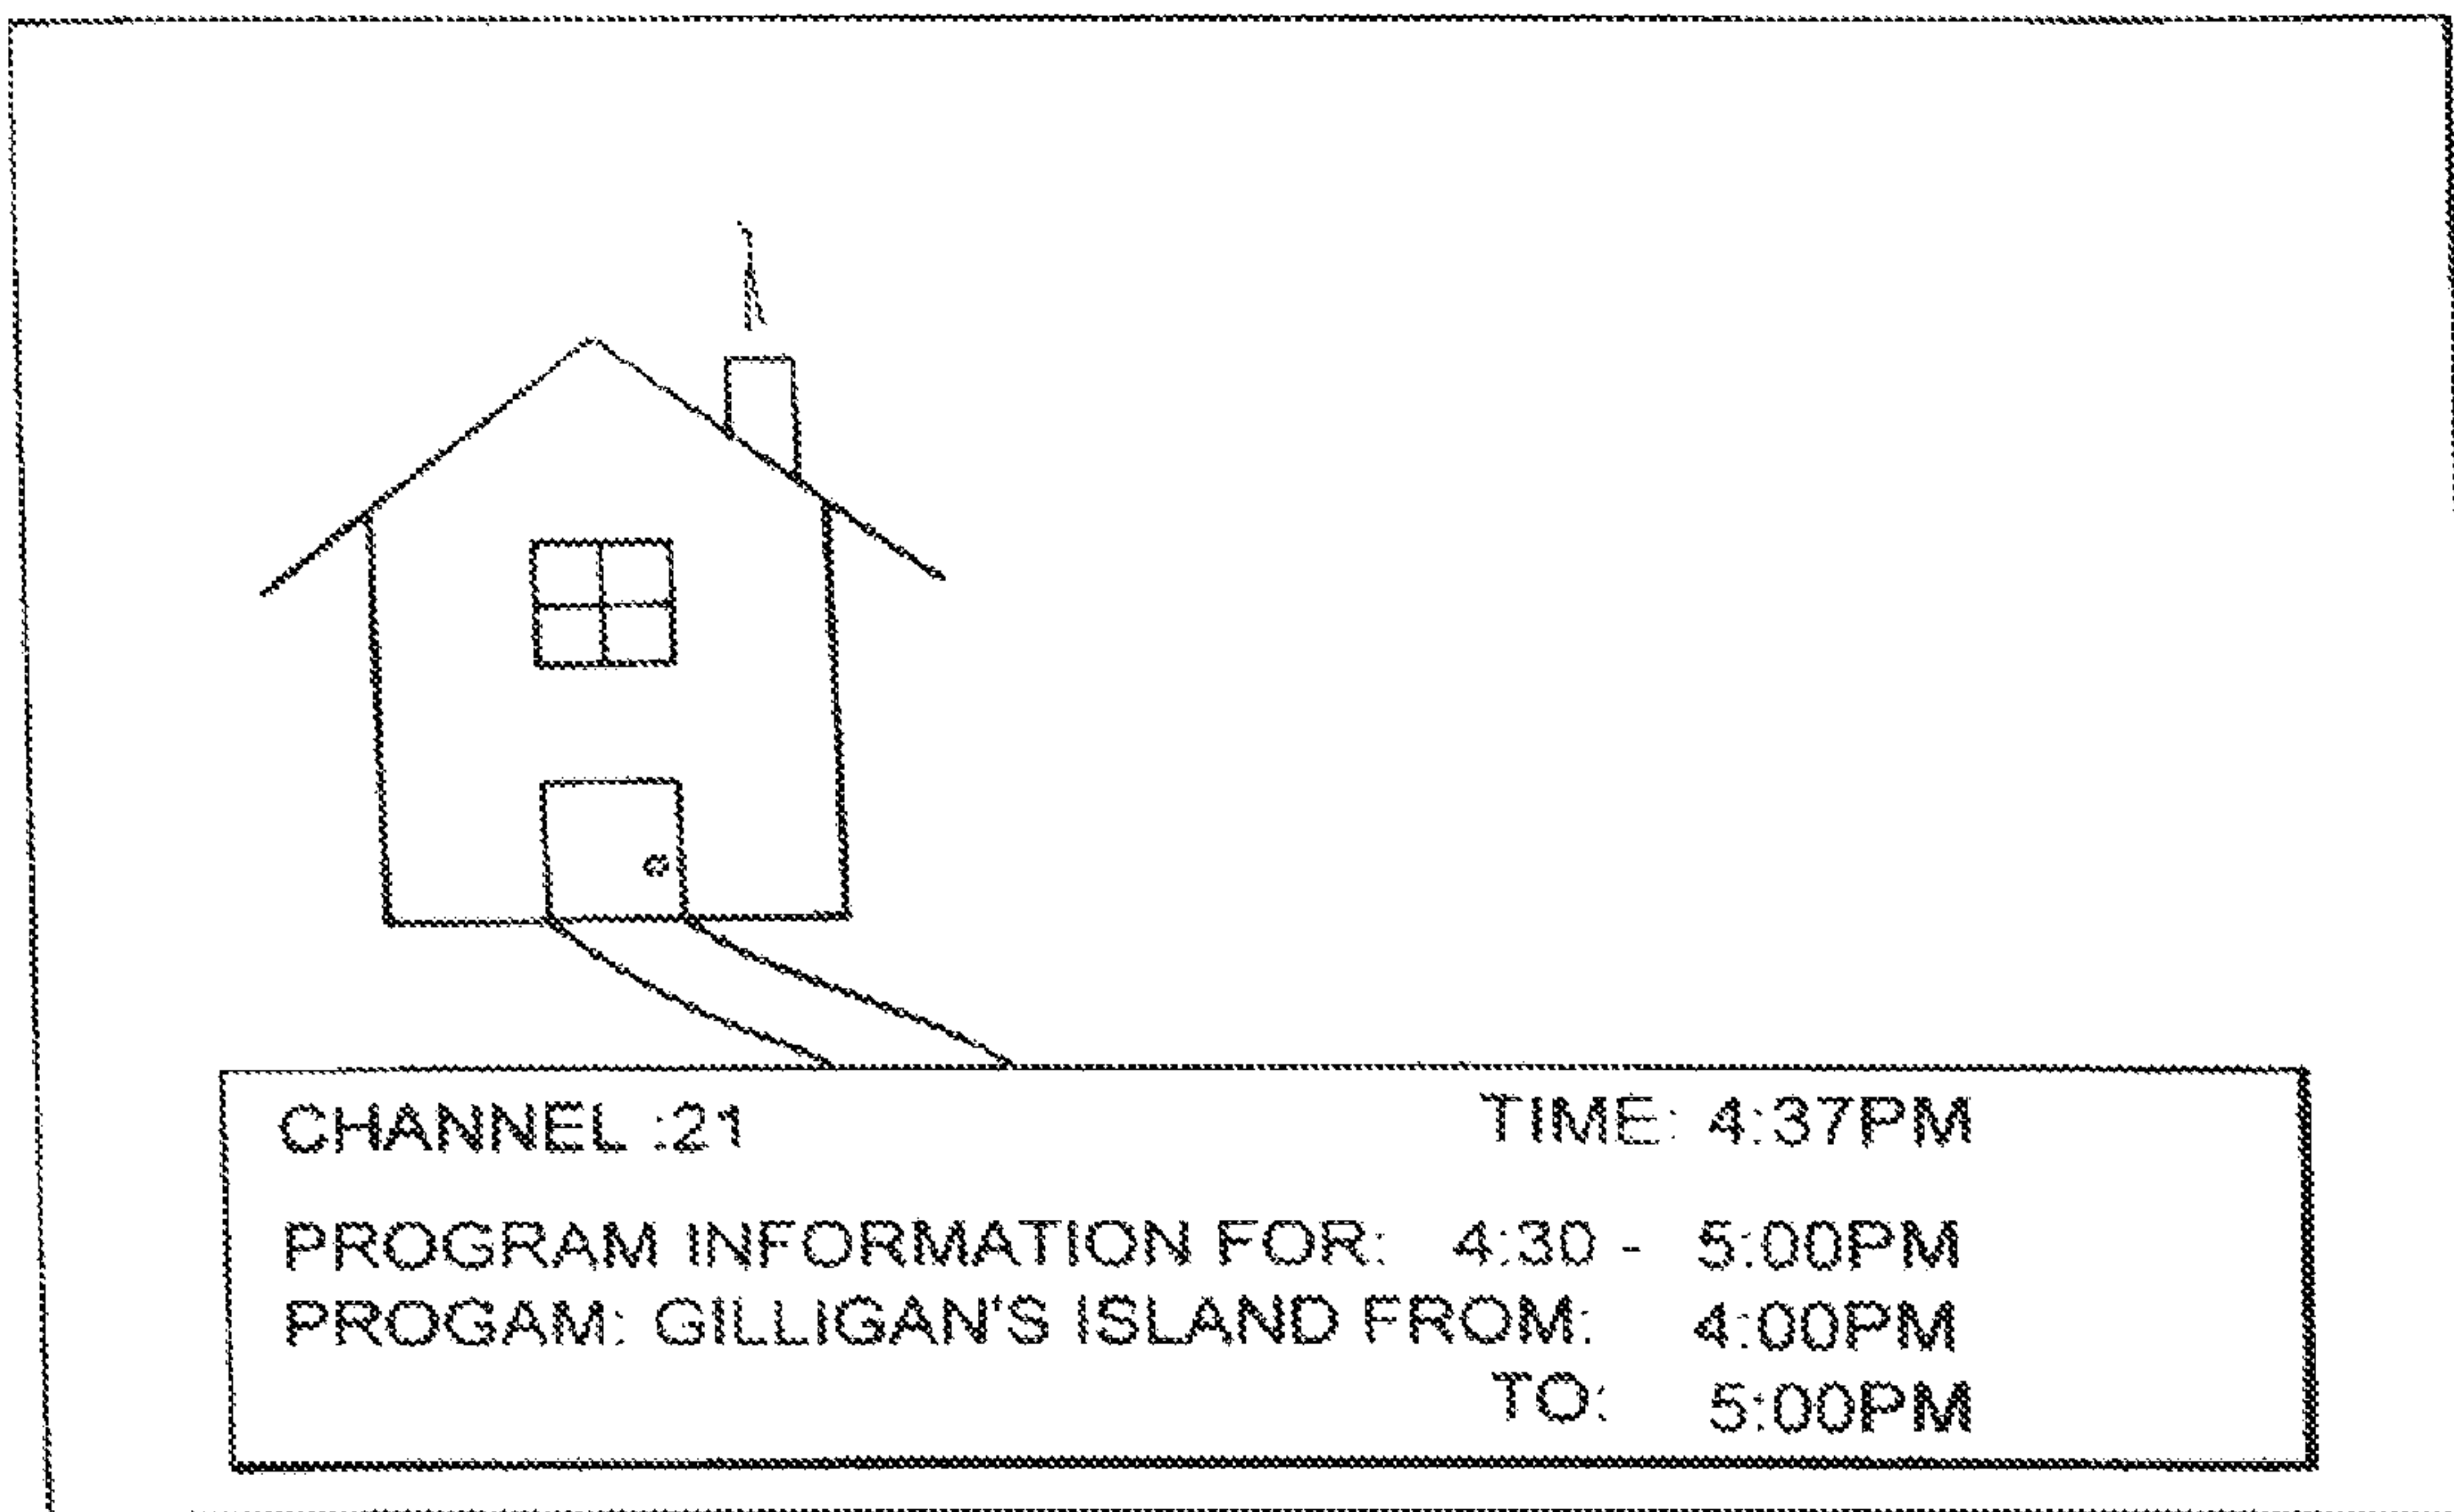 CHANNEL :21 TIME: 4:37PM
PROGRAM INFORMATION FOR: 4:30 - 5:00PM
PROGAM: GILLIGAN'S ISLAND FROM: 4:00PM
TO: 5:00PM